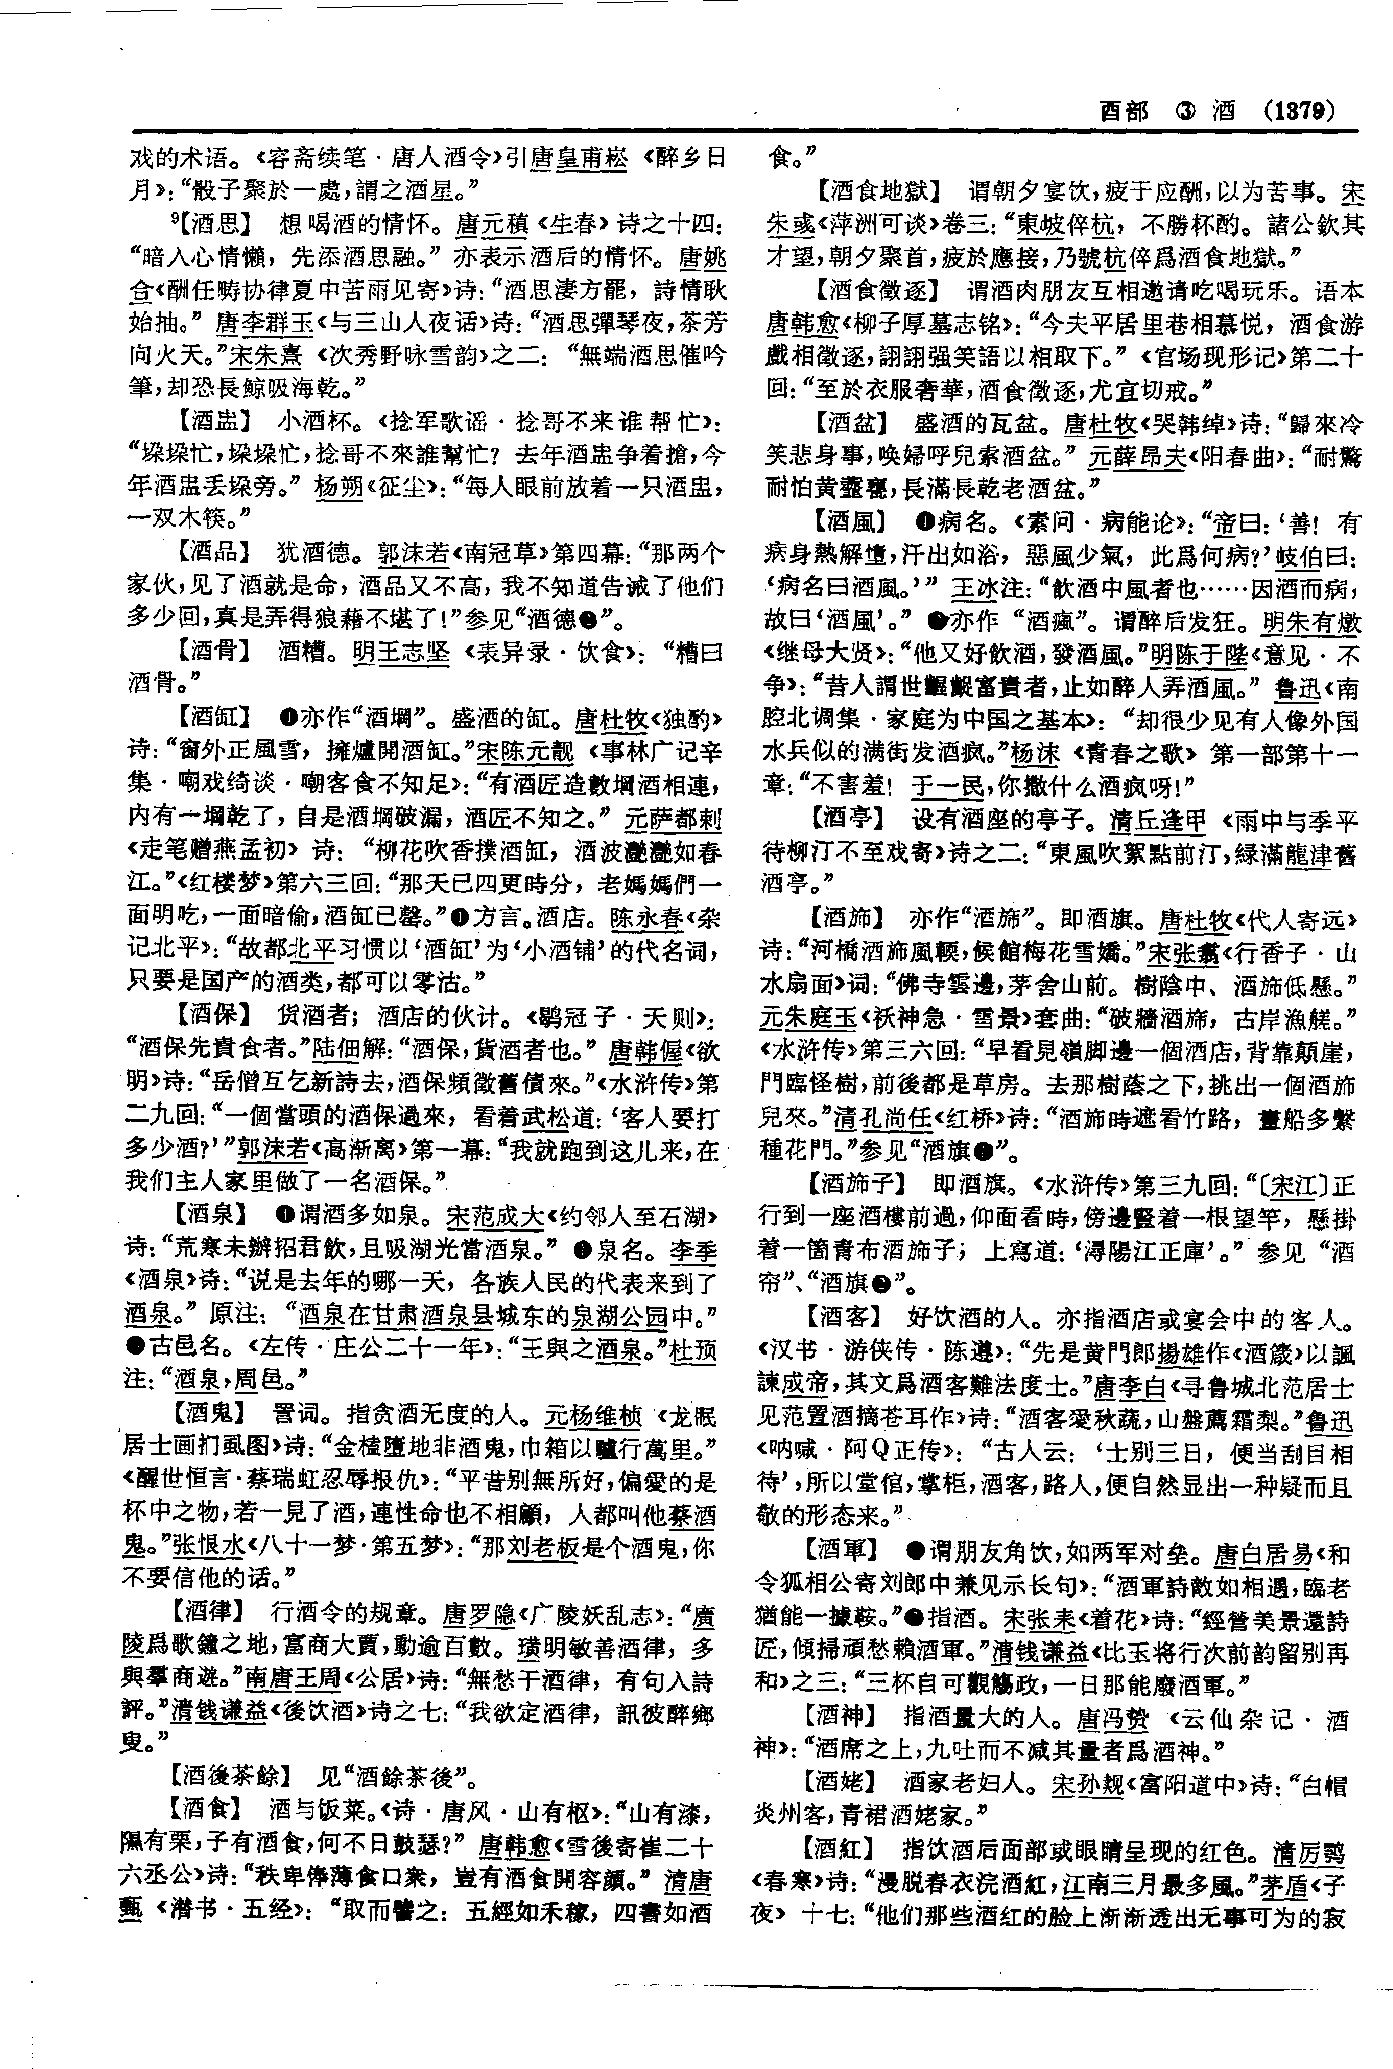 酉部 ③ 酒 (1379)
戏的术语。《容斋续笔·唐人酒令》引唐皇甫崧《醉乡日
月》：“骰子聚於一處，謂之酒星。”
⁹【酒思】 想喝酒的情怀。唐元稹《生春》诗之十四：
“暗入心情懒，先添酒思融。”亦表示酒后的情怀。唐姚
合《酬任畴协律夏中苦雨见寄》诗：“酒思淒方罷，詩情耿
始抽。”唐李群玉《与三山人夜话》诗：“酒思彈琴夜，茶芳
向火天。”宋朱熹《次秀野咏雪韵》之二：“無端酒思催吟
筆，却恐長鯨吸海乾。”
【酒盅】 小酒杯。《捻军歌谣·捻哥不来谁帮忙》：
“垛垛忙，垛垛忙，捻哥不來誰幫忙？去年酒盅争着搶，今
年酒盅丢垛旁。”杨朔《征尘》：“每人眼前放着一只酒盅，
一双木筷。”
【酒品】 犹酒德。郭沫若《南冠草》第四幕：“那两个
家伙，见了酒就是命，酒品又不高，我不知道告诫了他们
多少回，真是弄得狼藉不堪了！”参见“酒德❷”。
【酒骨】 酒糟。明王志坚《表异录·饮食》：“糟曰
酒骨。”
【酒缸】 ❶亦作“酒堈”。盛酒的缸。唐杜牧《独酌》
诗：“窗外正風雪，擁爐開酒缸。”宋陈元靓《事林广记辛
集·嘲戏绮谈·嘲客食不知足》：“有酒匠造數堈酒相連，
内有一堈乾了，自是酒堈破漏，酒匠不知之。”元萨都剌
《走笔赠燕孟初》诗：“柳花吹香撲酒缸，酒波灧灧如春
江。”《红楼梦》第六三回：“那天已四更時分，老媽媽們一
面明吃，一面暗偷，酒缸已罄。”❷方言。酒店。陈永春《杂
记北平》：“故都北平习惯以‘酒缸’为‘小酒铺’的代名词，
只要是国产的酒类，都可以零沽。”
【酒保】 货酒者；酒店的伙计。《鹖冠子·天则》：
“酒保先貴食者。”陆佃解：“酒保，貨酒者也。”唐韩偓《欲
明》诗：“岳僧互乞新詩去，酒保頻徵舊債來。”《水浒传》第
二九回：“一個當頭的酒保過來，看着武松道：‘客人要打
多少酒？’”郭沫若《高渐离》第一幕：“我就跑到这儿来，在
我们主人家里做了一名酒保。”
【酒泉】 ❶谓酒多如泉。宋范成大《约邻人至石湖》
诗：“荒寒未辦招君飲，且吸湖光當酒泉。”❷泉名。李季
《酒泉》诗：“说是去年的哪一天，各族人民的代表来到了
酒泉。”原注：“酒泉在甘肃酒泉县城东的泉湖公园中。”
❸古邑名。《左传·庄公二十一年》：“王與之酒泉。”杜预
注：“酒泉，周邑。”
【酒鬼】 詈词。指贪酒无度的人。元杨维桢《龙眠
居士画扪虱图》诗：“金榼墮地非酒鬼，巾箱以驢行萬里。”
《醒世恒言·蔡瑞虹忍辱报仇》：“平昔别無所好，偏愛的是
杯中之物，若一見了酒，連性命也不相顧，人都叫他蔡酒
鬼。”张恨水《八十一梦·第五梦》：“那刘老板是个酒鬼，你
不要信他的话。”
【酒律】 行酒令的规章。唐罗隐《广陵妖乱志》：“廣
陵爲歌鐘之地，富商大賈，動逾百數。璜明敏善酒律，多
與羣商遊。”南唐王周《公居》诗：“無愁干酒律，有句入詩
評。”清钱谦益《後饮酒》诗之七：“我欲定酒律，訊彼醉鄉
叟。”
【酒後茶餘】 见“酒餘茶後”。
【酒食】 酒与饭菜。《诗·唐风·山有枢》：“山有漆，
隰有栗，子有酒食，何不日鼓瑟？”唐韩愈《雪後寄崔二十
六丞公》诗：“秩卑俸薄食口衆，豈有酒食開容顔。”清唐
甄《潜书·五经》：“取而譬之：五經如禾稼，四書如酒
食。”
【酒食地獄】 谓朝夕宴饮，疲于应酬，以为苦事。宋
朱彧《萍洲可谈》卷三：“東坡倅杭，不勝杯酌。諸公欽其
才望，朝夕聚首，疲於應接，乃號杭倅爲酒食地獄。”
【酒食徵逐】 谓酒肉朋友互相邀请吃喝玩乐。语本
唐韩愈《柳子厚墓志铭》：“今夫平居里巷相慕悦，酒食游
戲相徵逐，詡詡强笑語以相取下。”《官场现形记》第二十
回：“至於衣服奢華，酒食徵逐，尤宜切戒。”
【酒盆】 盛酒的瓦盆。唐杜牧《哭韩绰》诗：“歸來冷
笑悲身事，唤婦呼兒索酒盆。”元薛昂夫《阳春曲》：“耐驚
耐怕黄虀甕，長滿長乾老酒盆。”
【酒風】 ❶病名。《素问·病能论》：“帝曰：‘善！有
病身熱解墯，汗出如浴，惡風少氣，此爲何病？’岐伯曰：
‘病名曰酒風。’”王冰注：“飲酒中風者也……因酒而病，
故曰‘酒風’。”❷亦作“酒瘋”。谓醉后发狂。明朱有燉
《继母大贤》：“他又好飲酒，發酒風。”明陈于陛《意见·不
争》：“昔人謂世齷齪富貴者，止如醉人弄酒風。”鲁迅《南
腔北调集·家庭为中国之基本》：“却很少见有人像外国
水兵似的满街发酒疯。”杨沫《青春之歌》第一部第十一
章：“不害羞！于一民，你撒什么酒疯呀！”
【酒亭】 设有酒座的亭子。清丘逢甲《雨中与季平
待柳汀不至戏寄》诗之二：“東風吹絮點前汀，緑滿龍津舊
酒亭。”
【酒斾】 亦作“酒旆”。即酒旗。唐杜牧《代人寄远》
诗：“河橋酒斾風軟，候館梅花雪嬌。”宋张翥《行香子·山
水扇面》词：“佛寺雲邊，茅舍山前。樹陰中、酒斾低懸。”
元朱庭玉《袄神急·雪景》套曲：“破牆酒斾，古岸漁艖。”
《水浒传》第三六回：“早看見嶺脚邊一個酒店，背靠顛崖，
門臨怪樹，前後都是草房。去那樹蔭之下，挑出一個酒斾
兒來。”清孔尚任《红桥》诗：“酒斾時遮看竹路，畫船多繫
種花門。”参见“酒旗❶”。
【酒斾子】 即酒旗。《水浒传》第三九回：“〔宋江〕正
行到一座酒樓前過，仰面看時，傍邊豎着一根望竿，懸掛
着一箇青布酒斾子；上寫道：‘潯陽江正庫’。”参见“酒
帘”、“酒旗❶”。
【酒客】 好饮酒的人。亦指酒店或宴会中的客人。
《汉书·游侠传·陈遵》：“先是黄門郎揚雄作《酒箴》以諷
諫成帝，其文爲酒客難法度士。”唐李白《寻鲁城北范居士
见范置酒摘苍耳作》诗：“酒客愛秋蔬，山盤薦霜梨。”鲁迅
《呐喊·阿Q正传》：“古人云：‘士别三日，便当刮目相
待’，所以堂倌，掌柜，酒客，路人，便自然显出一种疑而且
敬的形态来。”
【酒軍】 ❶谓朋友角饮，如两军对垒。唐白居易《和
令狐相公寄刘郎中兼见示长句》：“酒軍詩敵如相遇，臨老
猶能一據鞍。”❷指酒。宋张耒《着花》诗：“經營美景還詩
匠，傾掃頑愁賴酒軍。”清钱谦益《比玉将行次前韵留别再
和》之三：“三杯自可觀觴政，一日那能廢酒軍。”
【酒神】 指酒量大的人。唐冯贽《云仙杂记·酒
神》：“酒席之上，九吐而不减其量者爲酒神。”
【酒姥】 酒家老妇人。宋孙觌《富阳道中》诗：“白帽
炎州客，青裙酒姥家。”
【酒紅】 指饮酒后面部或眼睛呈现的红色。清厉鹗
《春寒》诗：“漫脱春衣浣酒紅，江南三月最多風。”茅盾《子
夜》十七：“他们那些酒红的脸上渐渐透出无事可为的寂